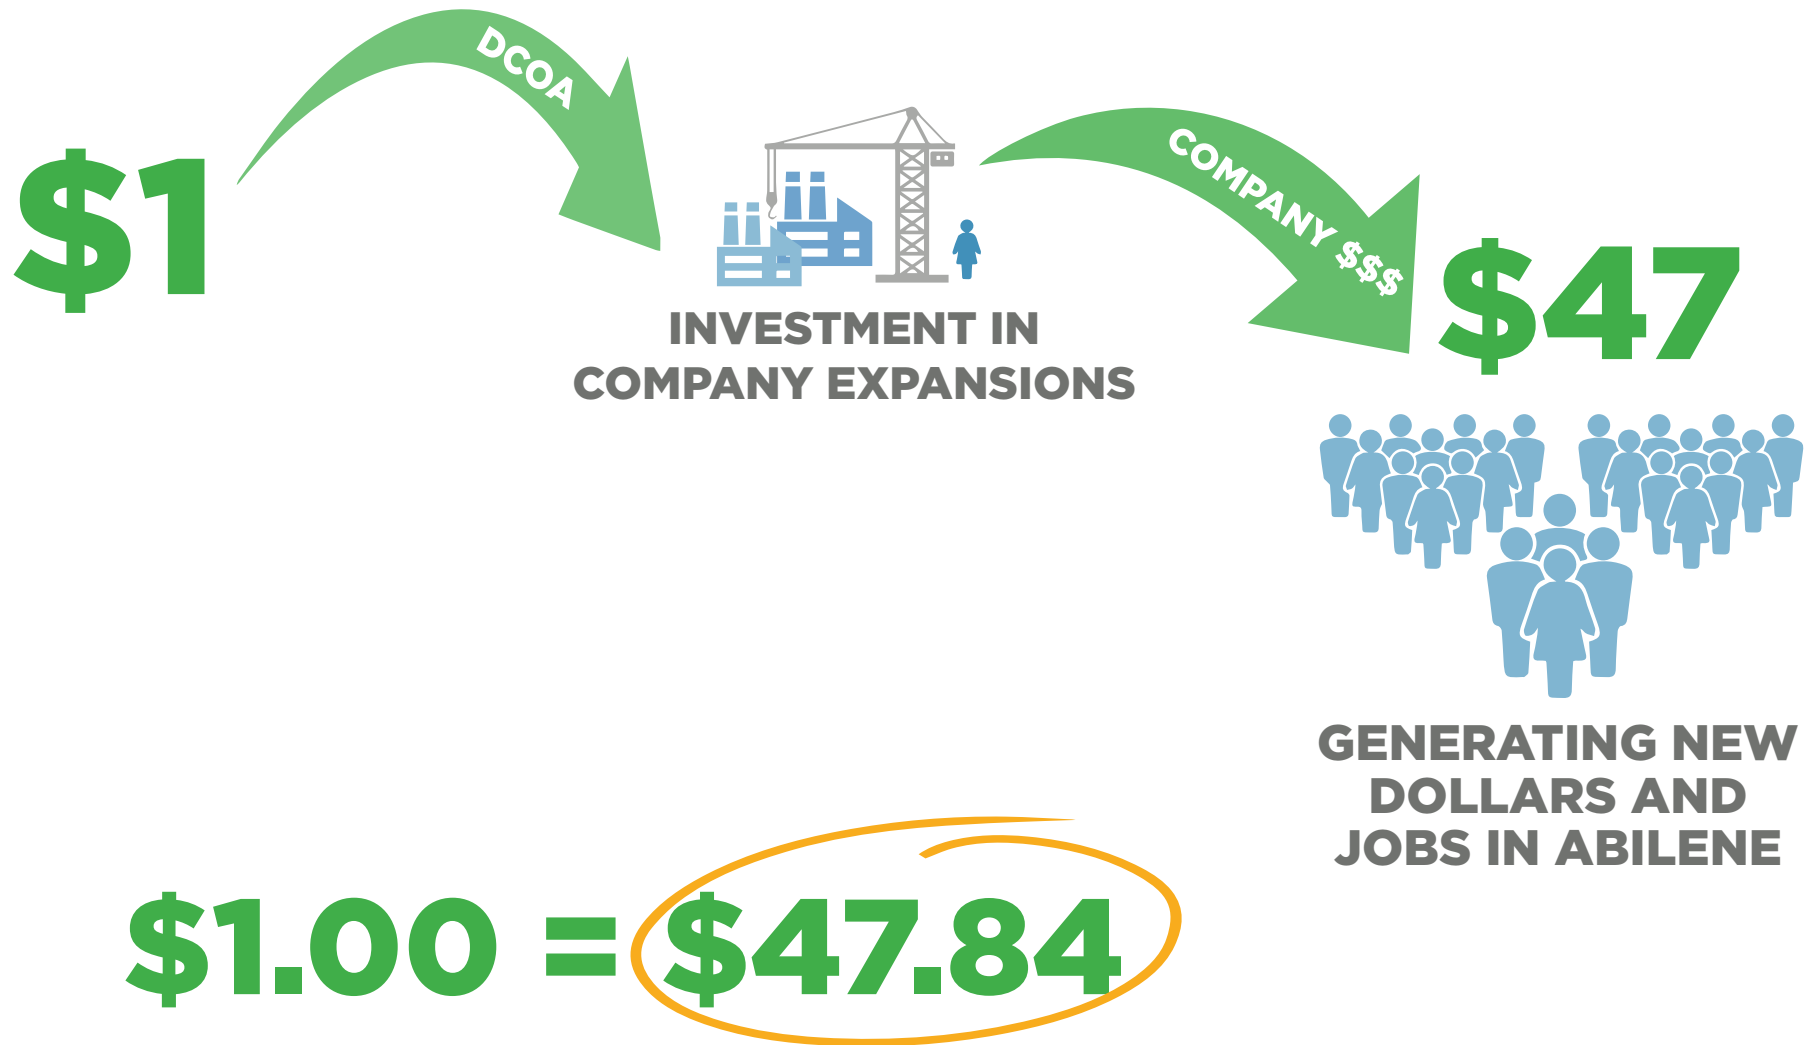 $1
DCOA
INVESTMENT IN
COMPANY EXPANSIONS
COMPANY $$$
$47
GENERATING NEW
DOLLARS AND
JOBS IN ABILENE
$1.00 = $47.84